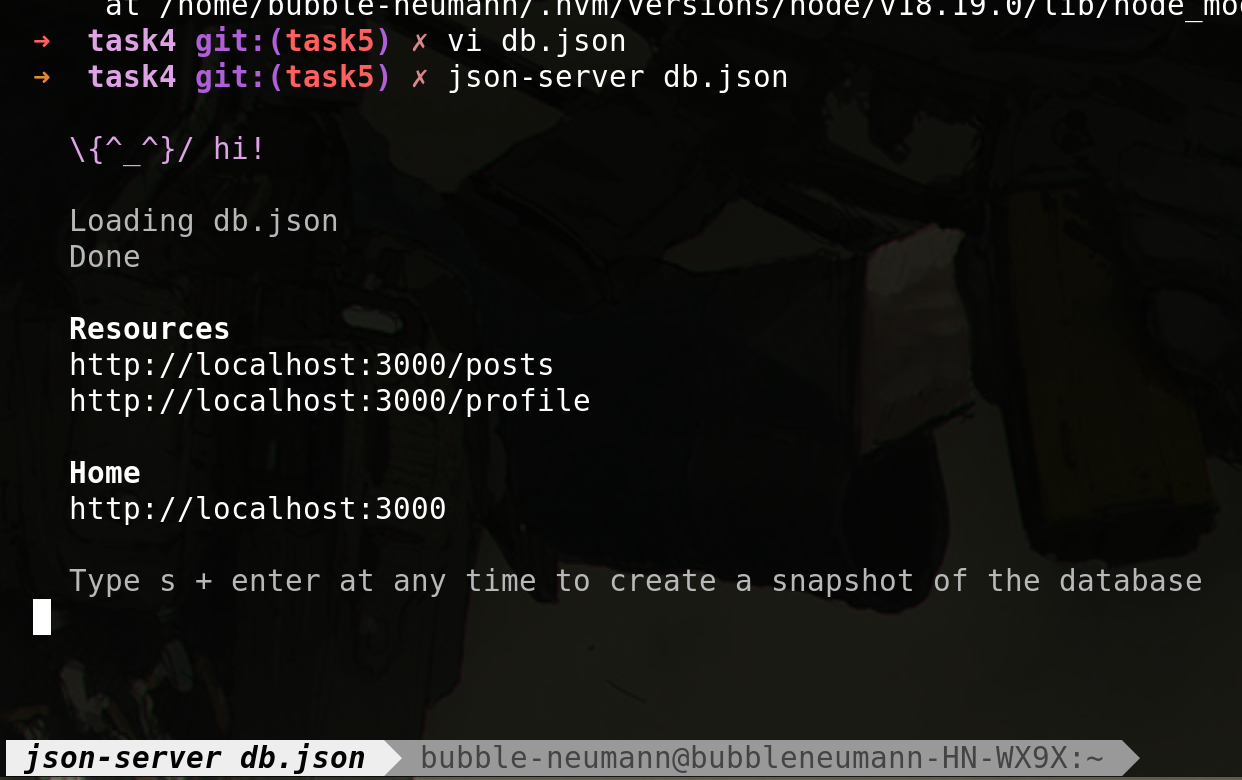 at /home/bubble-neumann/.nvm/versions/node/v18.19.0/lib/node_mo
→ task4 git:(task5) ✗ vi db.json
→ task4 git:(task5) ✗ json-server db.json
\{^_^}/ hi!
Loading db.json
Done
Resources
http://localhost:3000/posts
http://localhost:3000/profile
Home
http://localhost:3000
Type s + enter at any time to create a snapshot of the database
json-server db.json bubble-neumann@bubbleneumann-HN-WX9X:~